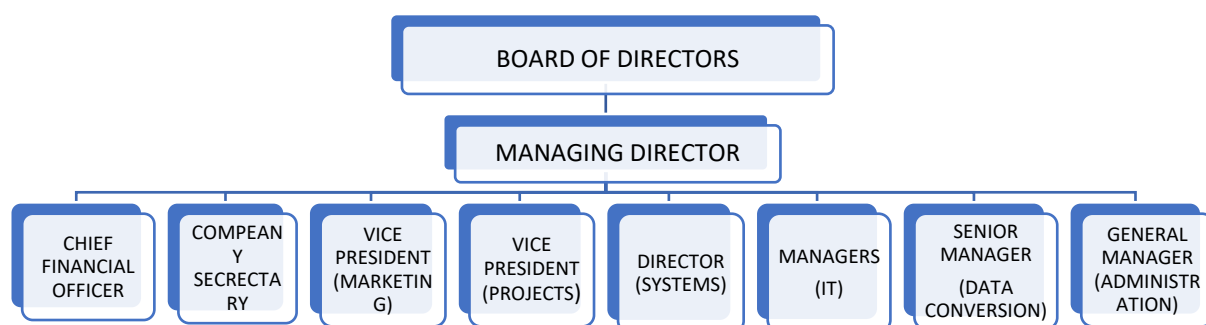 BOARD OF DIRECTORS
MANAGING DIRECTOR
CHIEF
FINANCIAL
OFFICER
COMPEAN
Y
SECRECTA
RY
VICE
PRESIDENT
(MARKETIN
G)
VICE
PRESIDENT
(PROJECTS)
DIRECTOR
(SYSTEMS)
MANAGERS
(IT)
SENIOR
MANAGER
(DATA
CONVERSION)
GENERAL
MANAGER
(ADMINISTR
ATION)